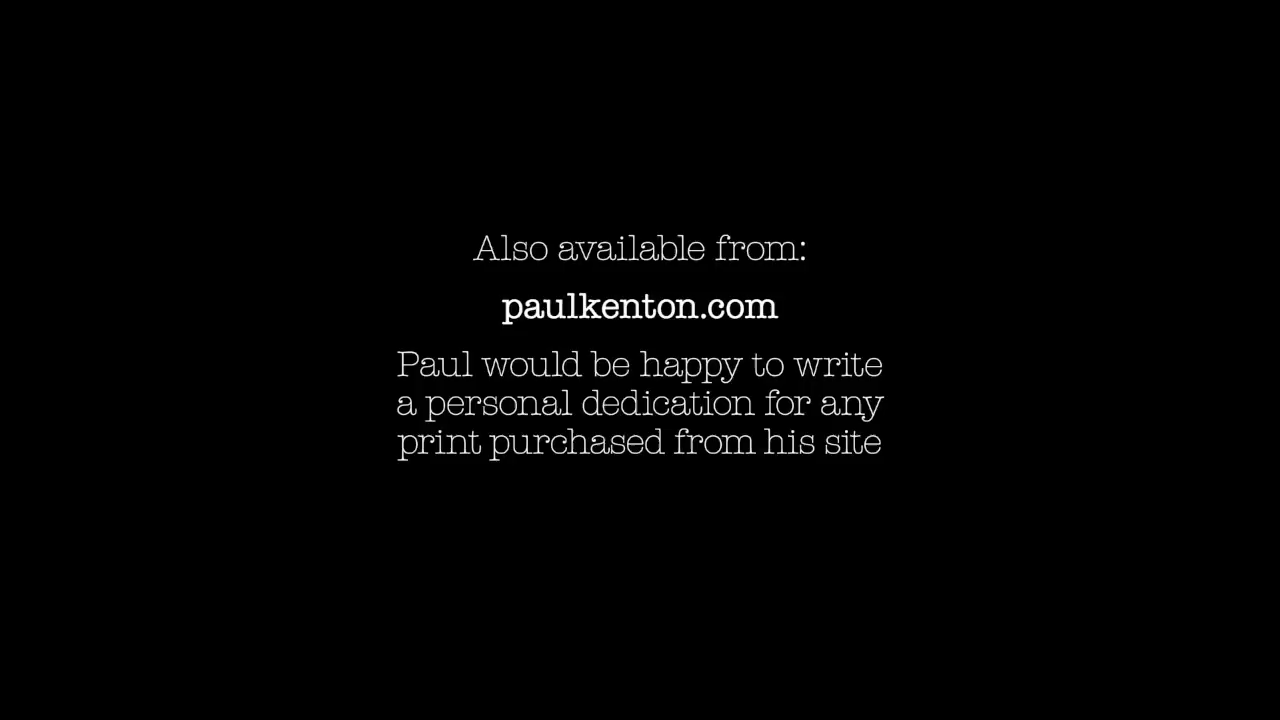 Also available from:
paulkenton.com
Paul would be happy to write
a personal dedication for any
print purchased from his site